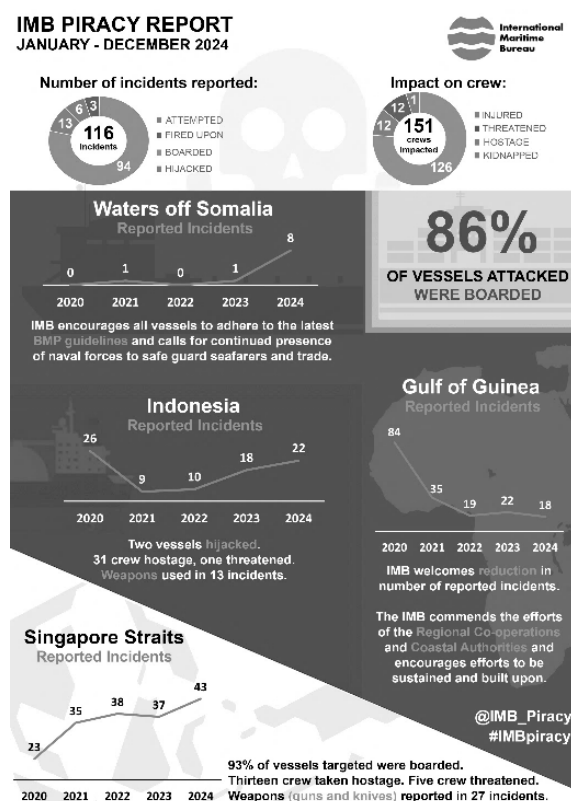 IMB PIRACY REPORT
JANUARY - DECEMBER 2024
International
Maritime
Bureau
Number of incidents reported:
13
6
3
116
incidents
94
ATTEMPTED
FIRED UPON
BOARDED
HIJACKED
Impact on crew:
12
12
1
151
crews
impacted
126
INJURED
THREATENED
HOSTAGE
KIDNAPPED
Waters off Somalia
Reported Incidents
0 1 0 1 8
2020 2021 2022 2023 2024
IMB encourages all vessels to adhere to the latest
BMP guidelines and calls for continued presence
of naval forces to safe guard seafarers and trade.
86%
OF VESSELS ATTACKED
WERE BOARDED
Indonesia
Reported Incidents
26 9 10 18 22
2020 2021 2022 2023 2024
Two vessels hijacked.
31 crew hostage, one threatened.
Weapons used in 13 incidents.
Gulf of Guinea
Reported Incidents
84 35 19 22 18
2020 2021 2022 2023 2024
IMB welcomes reduction in
number of reported incidents.
The IMB commends the efforts
of the Regional Co-operations
and Coastal Authorities and
encourages efforts to be
sustained and built upon.
Singapore Straits
Reported Incidents
23 35 38 37 43
2020 2021 2022 2023 2024
@IMB_Piracy
#IMBpiracy
93% of vessels targeted were boarded.
Thirteen crew taken hostage. Five crew threatened.
Weapons (guns and knives) reported in 27 incidents.